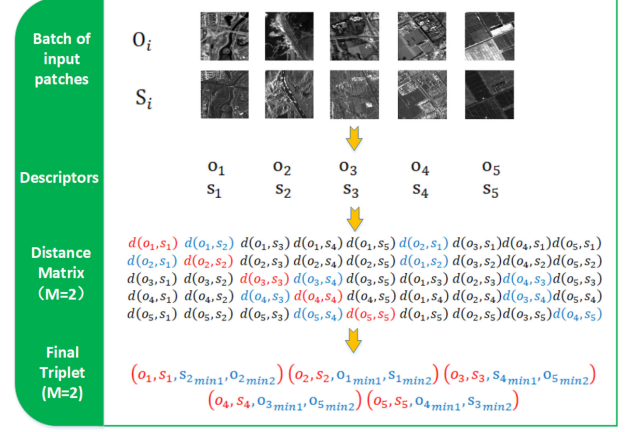 Batch of
input
patches
Oᵢ
Sᵢ
Descriptors
o₁ o₂ o₃ o₄ o₅
s₁ s₂ s₃ s₄ s₅
Distance
Matrix
（M=2）
d(o₁,s₁) d(o₁,s₂) d(o₁,s₃) d(o₁,s₄) d(o₁,s₅) d(o₂,s₁) d(o₃,s₁) d(o₄,s₁) d(o₅,s₁)
d(o₂,s₁) d(o₂,s₂) d(o₂,s₃) d(o₂,s₄) d(o₂,s₅) d(o₁,s₂) d(o₃,s₂) d(o₄,s₂) d(o₅,s₂)
d(o₃,s₁) d(o₃,s₂) d(o₃,s₃) d(o₃,s₄) d(o₃,s₅) d(o₁,s₃) d(o₂,s₃) d(o₄,s₃) d(o₅,s₃)
d(o₄,s₁) d(o₄,s₂) d(o₄,s₃) d(o₄,s₄) d(o₄,s₅) d(o₁,s₄) d(o₂,s₄) d(o₃,s₄) d(o₅,s₄)
d(o₅,s₁) d(o₅,s₂) d(o₅,s₃) d(o₅,s₄) d(o₅,s₅) d(o₁,s₅) d(o₂,s₅) d(o₃,s₅) d(o₄,s₅)
Final
Triplet
(M=2)
(o₁, s₁, s₂min1, o₂min2) (o₂, s₂, o₁min1, s₁min2) (o₃, s₃, s₄min1, o₅min2)
(o₄, s₄, o₃min1, o₅min2) (o₅, s₅, o₄min1, s₃min2)